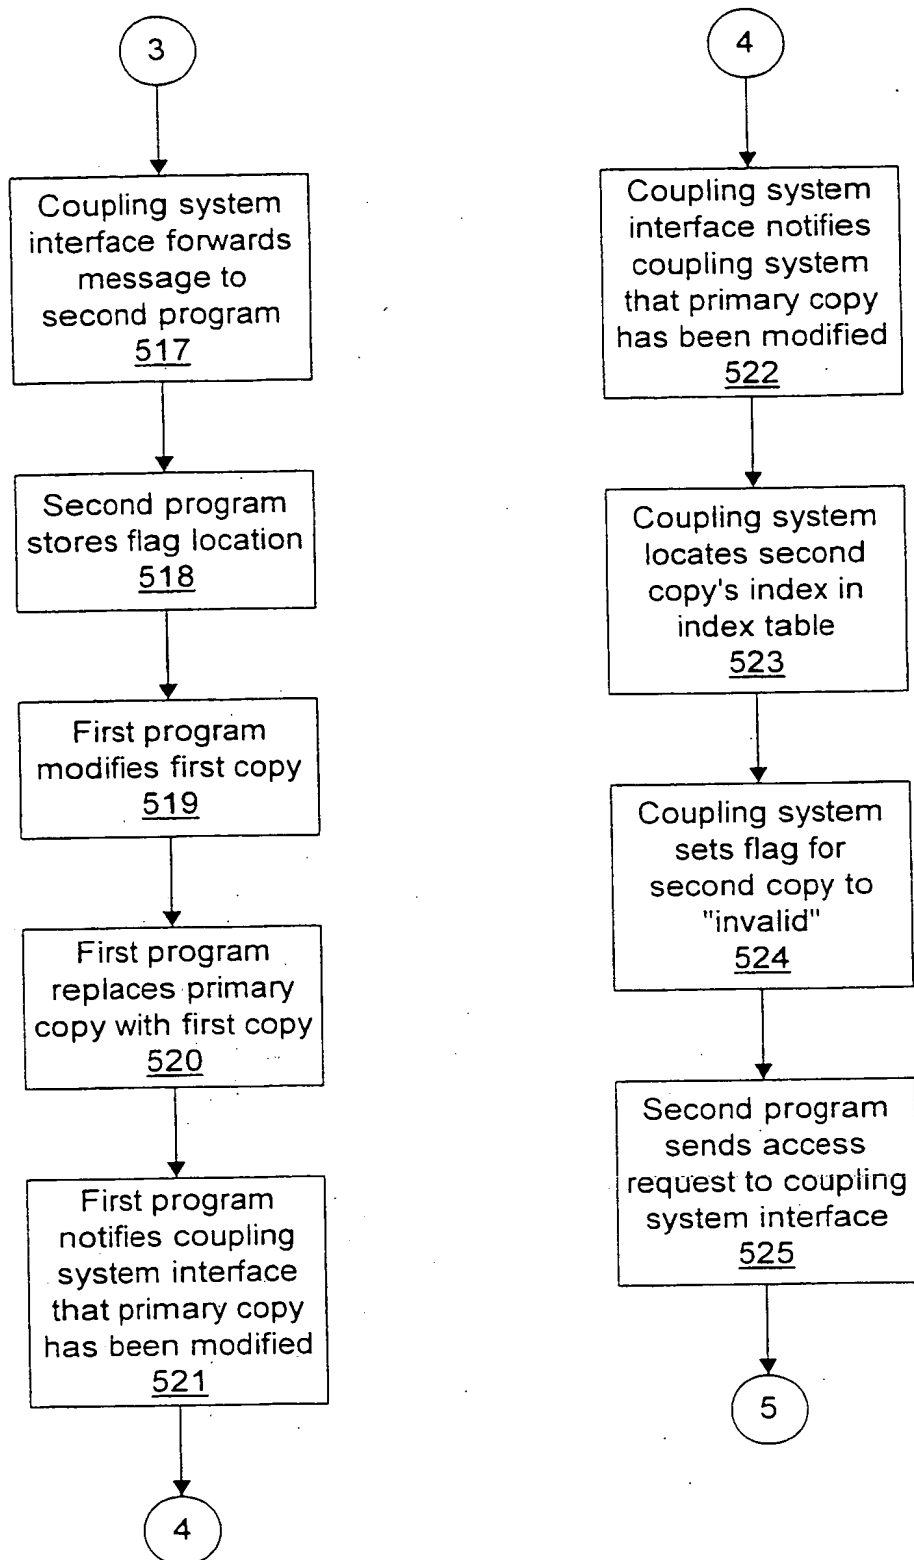 3
Coupling system
interface forwards
message to
second program
517
Second program
stores flag location
518
First program
modifies first copy
519
First program
replaces primary
copy with first copy
520
First program
notifies coupling
system interface
that primary copy
has been modified
521
4
4
Coupling system
interface notifies
coupling system
that primary copy
has been modified
522
Coupling system
locates second
copy's index in
index table
523
Coupling system
sets flag for
second copy to
"invalid"
524
Second program
sends access
request to coupling
system interface
525
5